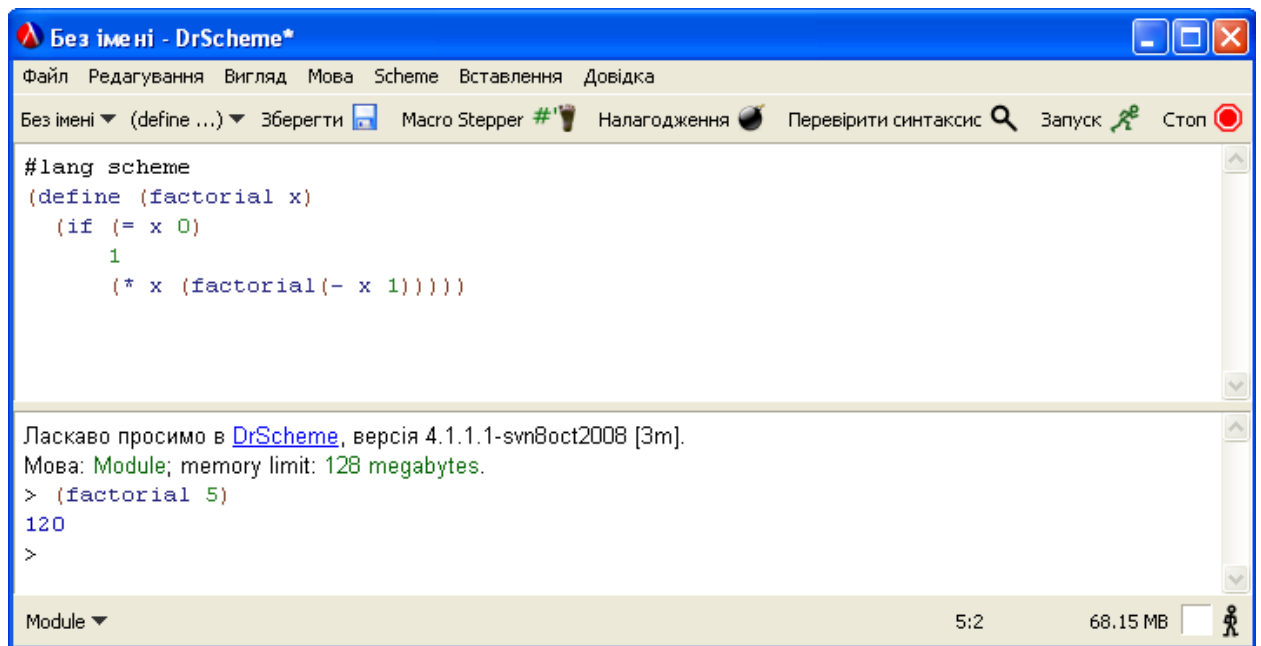 Без імені - DrScheme*
Файл Редагування Вигляд Мова Scheme Вставлення Довідка
Без імені (define ...) Зберегти Macro Stepper #' Налагодження Перевірити синтаксис Запуск Стоп
#lang scheme
(define (factorial x)
  (if (= x 0)
      1
      (* x (factorial(- x 1)))))
Ласкаво просимо в DrScheme, версія 4.1.1.1-svn8oct2008 [3m].
Мова: Module; memory limit: 128 megabytes.
> (factorial 5)
120
>
Module 5:2 68.15 MB